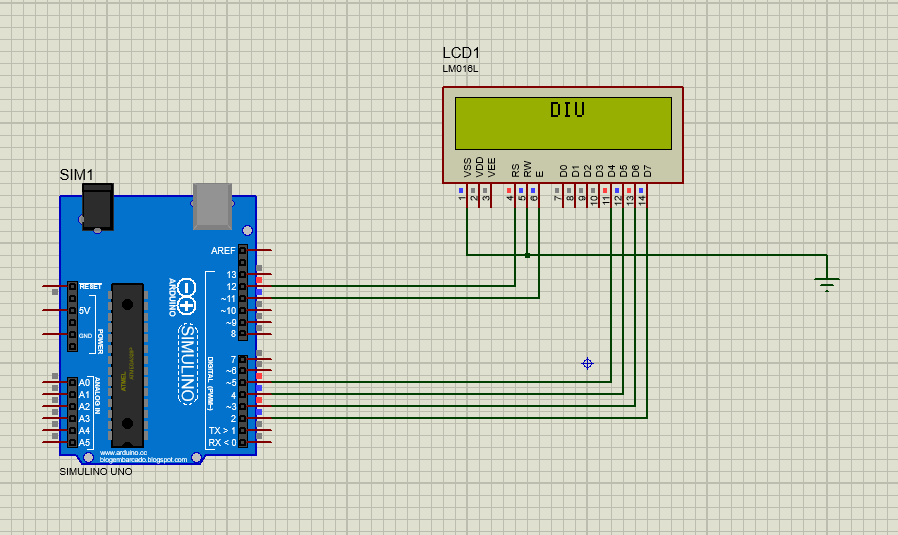 LCD1
LM016L
DIV
VSS
VDD
VEE
RS
RW
E
D0
D1
D2
D3
D4
D5
D6
D7
1
2
3
4
5
6
7
8
9
10
11
12
13
14
SIM1
AREF
13
12
~11
~10
~9
8
7
~6
~5
4
~3
2
TX > 1
RX < 0
RESET
5V
GND
POWER
A0
A1
A2
A3
A4
A5
ANALOG IN
ARDUINO
SIMULINO
DIGITAL (PWM~)
ATMEL
www.arduino.cc
blogembarcado.blogspot.com
SIMULINO UNO